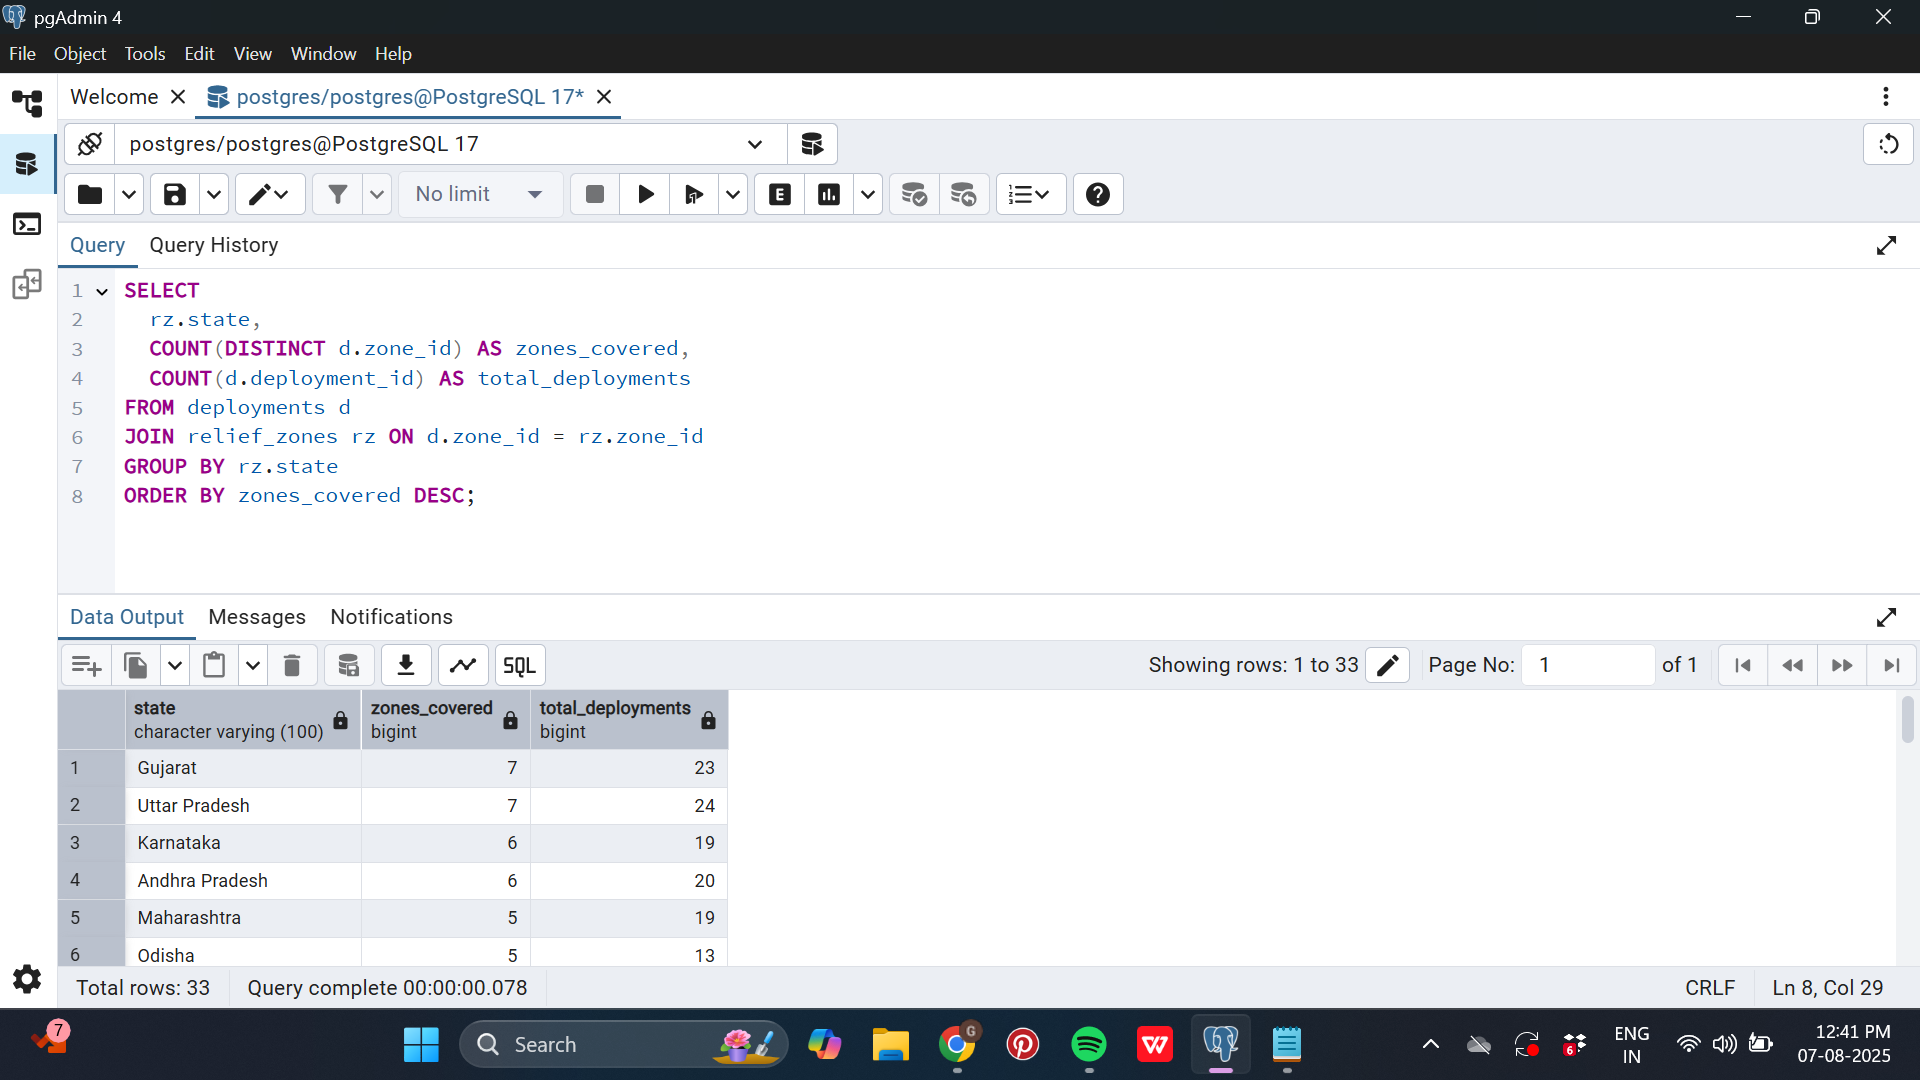 pgAdmin 4
File Object Tools Edit View Window Help
Welcome postgres/postgres@PostgreSQL 17*
postgres/postgres@PostgreSQL 17
No limit E
Query Query History
1 SELECT
2 rz.state,
3 COUNT(DISTINCT d.zone_id) AS zones_covered,
4 COUNT(d.deployment_id) AS total_deployments
5 FROM deployments d
6 JOIN relief_zones rz ON d.zone_id = rz.zone_id
7 GROUP BY rz.state
8 ORDER BY zones_covered DESC;
Data Output Messages Notifications
SQL Showing rows: 1 to 33 Page No: 1 of 1
state zones_covered total_deployments
character varying (100) bigint bigint
1 Gujarat 7 23
2 Uttar Pradesh 7 24
3 Karnataka 6 19
4 Andhra Pradesh 6 20
5 Maharashtra 5 19
6 Odisha 5 13
Total rows: 33 Query complete 00:00:00.078 CRLF Ln 8, Col 29
7 Search G W 6 ENG 12:41 PM
IN 07-08-2025